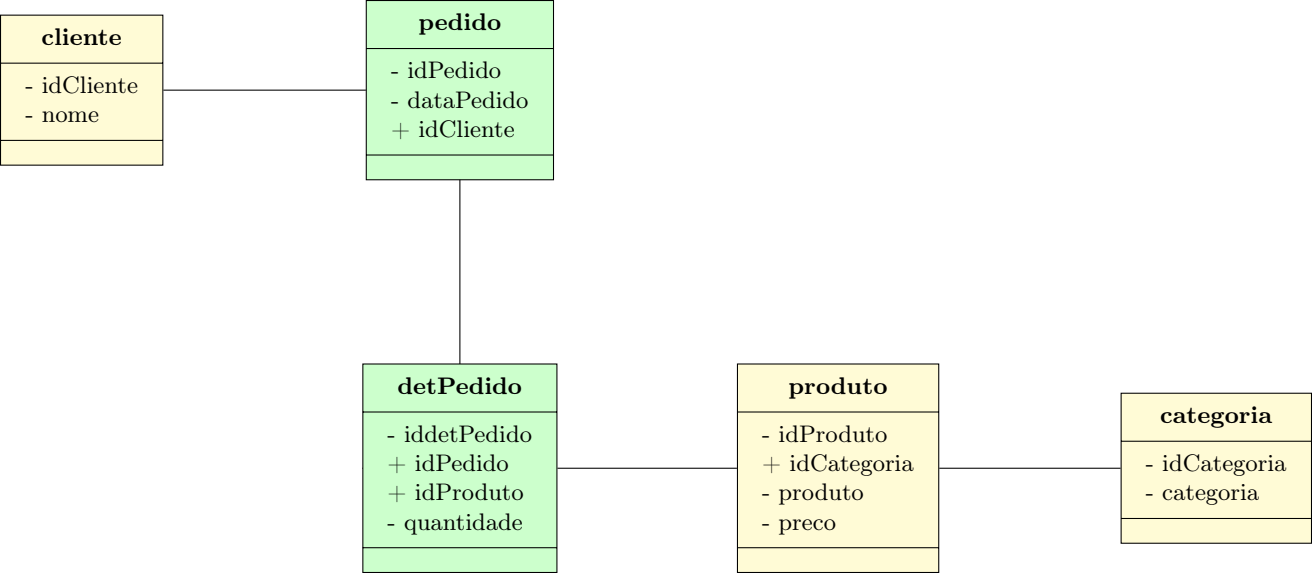 cliente
- idCliente
- nome
pedido
- idPedido
- dataPedido
+ idCliente
detPedido
- iddetPedido
+ idPedido
+ idProduto
- quantidade
produto
- idProduto
+ idCategoria
- produto
- preco
categoria
- idCategoria
- categoria